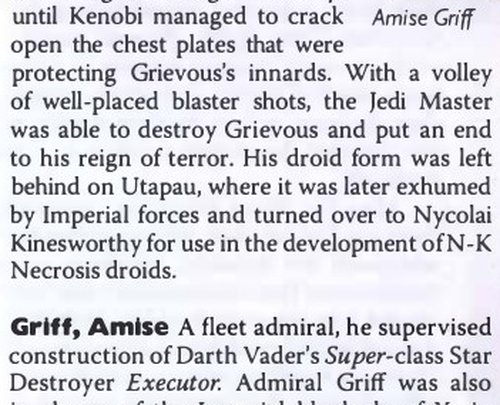 until Kenobi managed to crack
Amise Griff
open the chest plates that were
protecting Grievous's innards. With a volley
of well-placed blaster shots, the Jedi Master
was able to destroy Grievous and put an end
to his reign of terror. His droid form was left
behind on Utapau, where it was later exhumed
by Imperial forces and turned over to Nycolai
Kinesworthy for use in the development of N-K
Necrosis droids.
Griff, Amise A fleet admiral, he supervised
construction of Darth Vader's Super-class Star
Destroyer Executor. Admiral Griff was also